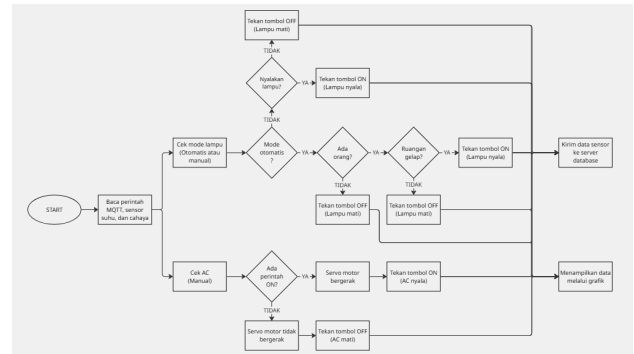 Tekan tombol OFF
(Lampu mati)
TIDAK
Nyalakan
lampu?
YA
Tekan tombol ON
(Lampu nyala)
TIDAK
Cek mode lampu
(Otomatis atau
manual)
Mode
otomatis
?
YA
Ada
orang?
YA
Ruangan
gelap?
YA
Tekan tombol ON
(Lampu nyala)
Kirim data sensor
ke server
database
TIDAK
TIDAK
Tekan tombol OFF
(Lampu mati)
Tekan tombol OFF
(Lampu mati)
START
Baca perintah
MQTT, sensor
suhu, dan cahaya
Cek AC
(Manual)
Ada
perintah
ON?
YA
Servo motor
bergerak
Tekan tombol ON
(AC nyala)
Menampilkan data
melalui grafik
TIDAK
Servo motor tidak
bergerak
Tekan tombol OFF
(AC mati)